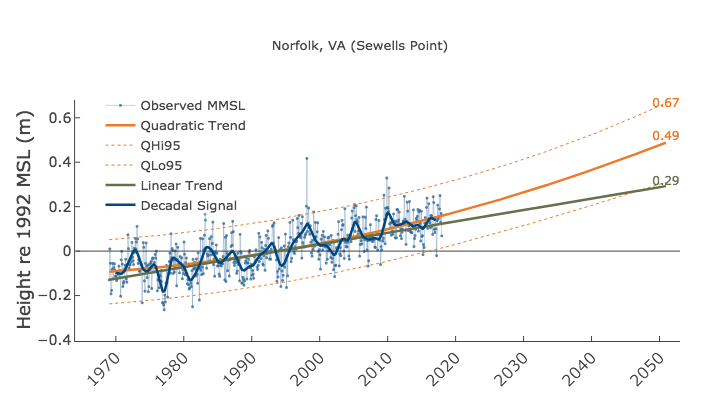 Norfolk, VA (Sewells Point)
Height re 1992 MSL (m)
0.6
0.4
0.2
0
−0.2
−0.4
Observed MMSL
Quadratic Trend
QHi95
QLo95
Linear Trend
Decadal Signal
0.67
0.49
0.29
1970
1980
1990
2000
2010
2020
2030
2040
2050